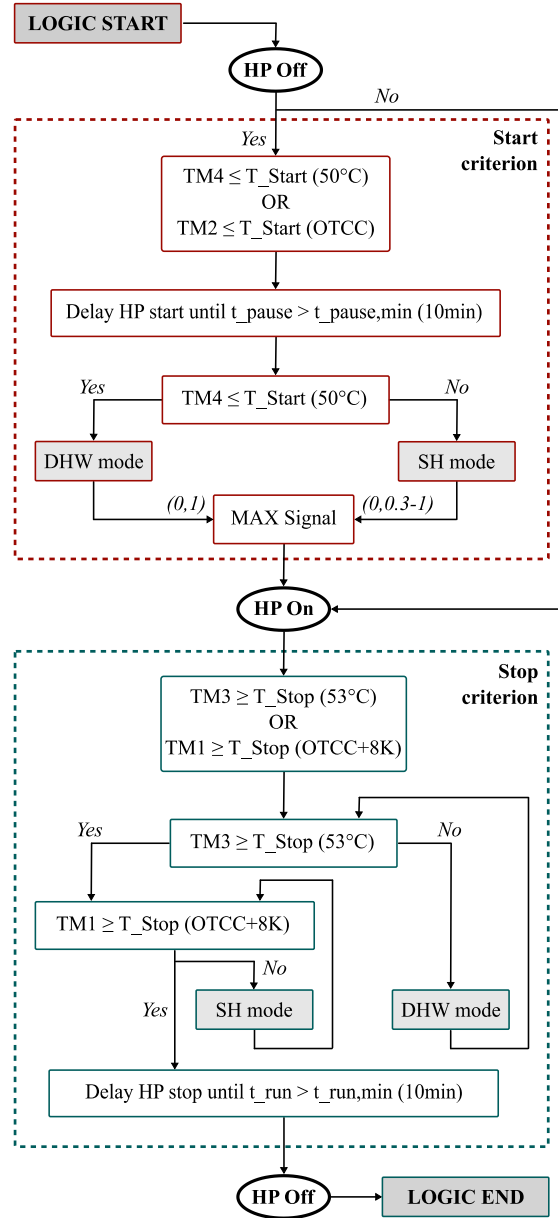 LOGIC START
HP Off
No
Yes
Start
criterion
TM4 ≤ T_Start (50°C)
OR
TM2 ≤ T_Start (OTCC)
Delay HP start until t_pause > t_pause,min (10min)
Yes
TM4 ≤ T_Start (50°C)
No
DHW mode
SH mode
(0,1)
MAX Signal
(0,0.3-1)
HP On
Stop
criterion
TM3 ≥ T_Stop (53°C)
OR
TM1 ≥ T_Stop (OTCC+8K)
Yes
TM3 ≥ T_Stop (53°C)
No
TM1 ≥ T_Stop (OTCC+8K)
No
Yes
SH mode
DHW mode
Delay HP stop until t_run > t_run,min (10min)
HP Off
LOGIC END